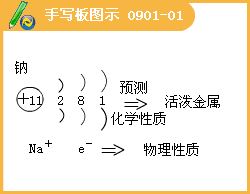 手写板图示 0901-01
钠
+11 2 8 1 预测 ⇒ 活泼金属
化学性质
Na⁺ e⁻ ⇒ 物理性质